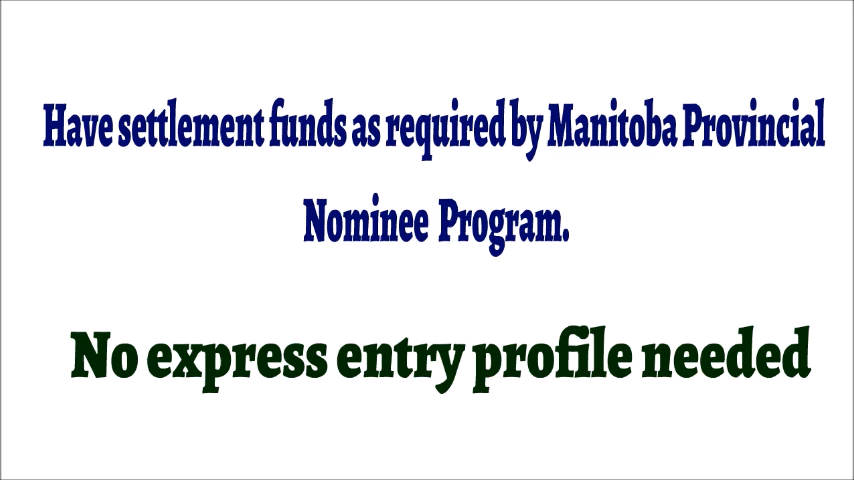 Have settlement funds as required by Manitoba Provincial
Nominee Program.
No express entry profile needed